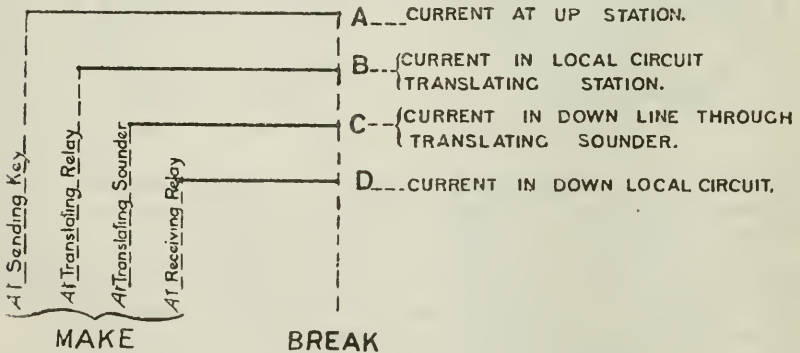 A---CURRENT AT UP STATION.
B---CURRENT IN LOCAL CIRCUIT
TRANSLATING STATION.
C--CURRENT IN DOWN LINE THROUGH
TRANSLATING SOUNDER.
D---CURRENT IN DOWN LOCAL CIRCUIT.
At Sending Key
At Translating Relay
At Translating Sounder
At Receiving Relay
MAKE
BREAK